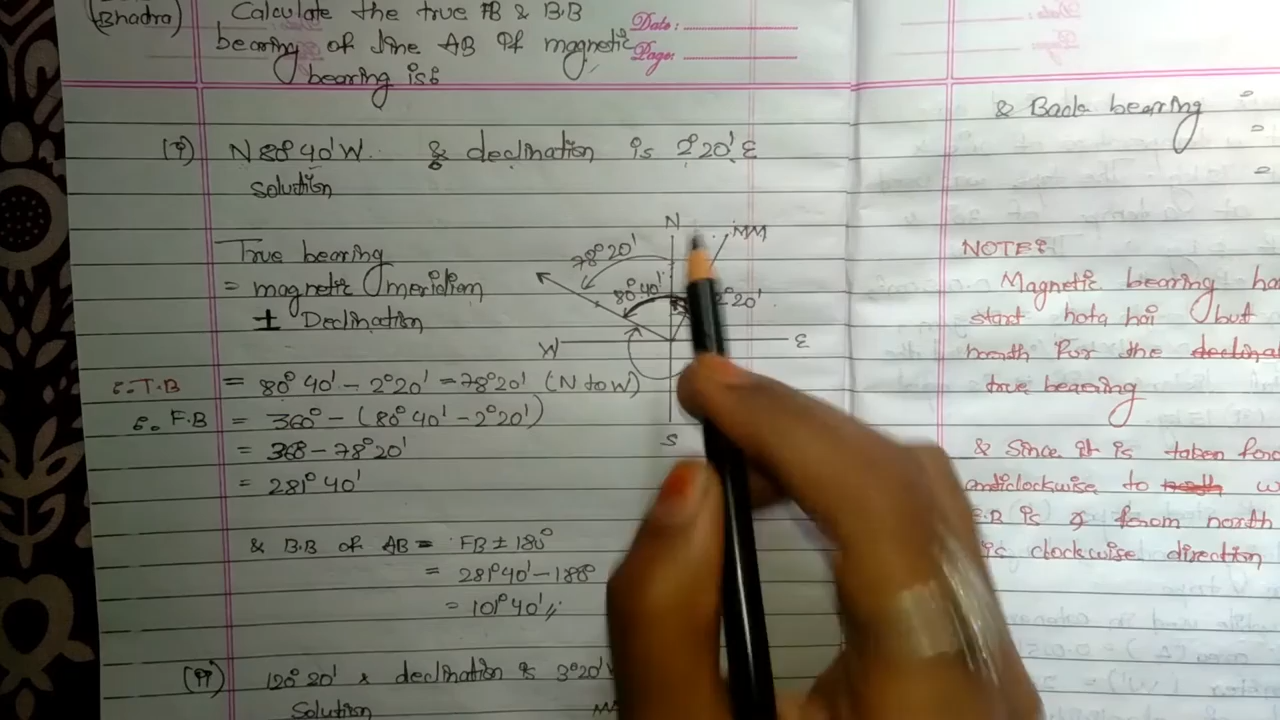 (Bhadra) Calculate the true FB & B.B
Date:
bearing of line AB If magnetic
Page:
bearing is:
& Back bearing
(i) N 80° 40' W. & declination is 2°20' E
Solution
N
MM
78°20'
True bearing
= magnetic meridian
80°40'
2°20'
± Declination
W
E
∴ T.B = 80° 40' - 2°20' = 78°20' (N to W)
∴ F.B = 360° - (80°40' - 2°20')
S
= 360 - 78°20'
= 281° 40'
& B.B of AB = FB ± 180°
= 281°40' - 180°
= 101°40'
(ii) 120° 20' & declination is 3°20'
Solution
NOTE:
Magnetic bearing
start hota hai but
north for the
true bearing
& Since it is taken
anticlockwise to
F.B is from north
clockwise direction